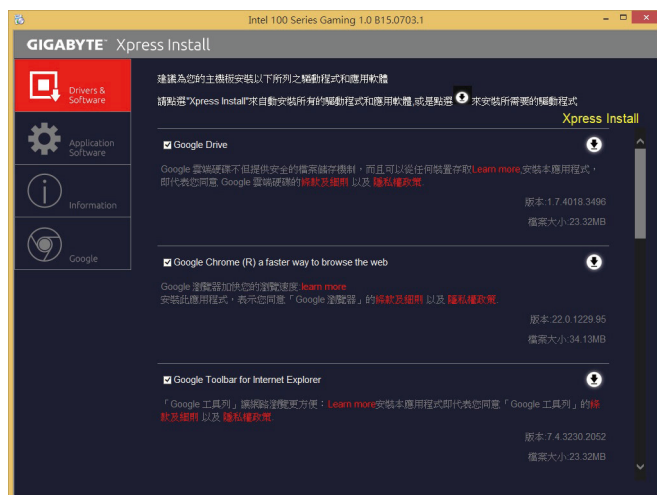 Intel 100 Series Gaming 1.0 B15.0703.1
GIGABYTE™ Xpress Install
Drivers &
Software
Application
Software
Information
Google
建議為您的主機板安裝以下所列之驅動程式和應用軟體
請點選"Xpress Install"來自動安裝所有的驅動程式和應用軟體,或是點選 來安裝所需要的驅動程式
Xpress Install
Google Drive
Google 雲端硬碟不但提供安全的檔案儲存機制，而且可以從任何裝置存取Learn more.安裝本應用程式，
即代表您同意 Google 雲端硬碟的條款及細則 以及 隱私權政策.
版本:1.7.4018.3496
檔案大小:23.32MB
Google Chrome (R) a faster way to browse the web
Google 瀏覽器加快您的瀏覽速度:learn more
安裝此應用程式，表示您同意「Google 瀏覽器」的條款及細則 以及 隱私權政策.
版本:22.0.1229.95
檔案大小:34.13MB
Google Toolbar for Internet Explorer
「Google 工具列」讓網路瀏覽更方便：Learn more安裝本應用程式即代表您同意「Google 工具列」的條
款及細則 以及 隱私權政策.
版本:7.4.3230.2052
檔案大小:23.32MB